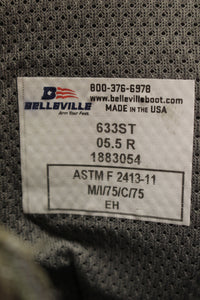 BELLEVILLE
Arm Your Feet.
800-376-6978
www.bellevilleboot.com
MADE IN THE USA
633ST
05.5 R
1883054
ASTM F 2413-11
M/I/75/C/75
EH